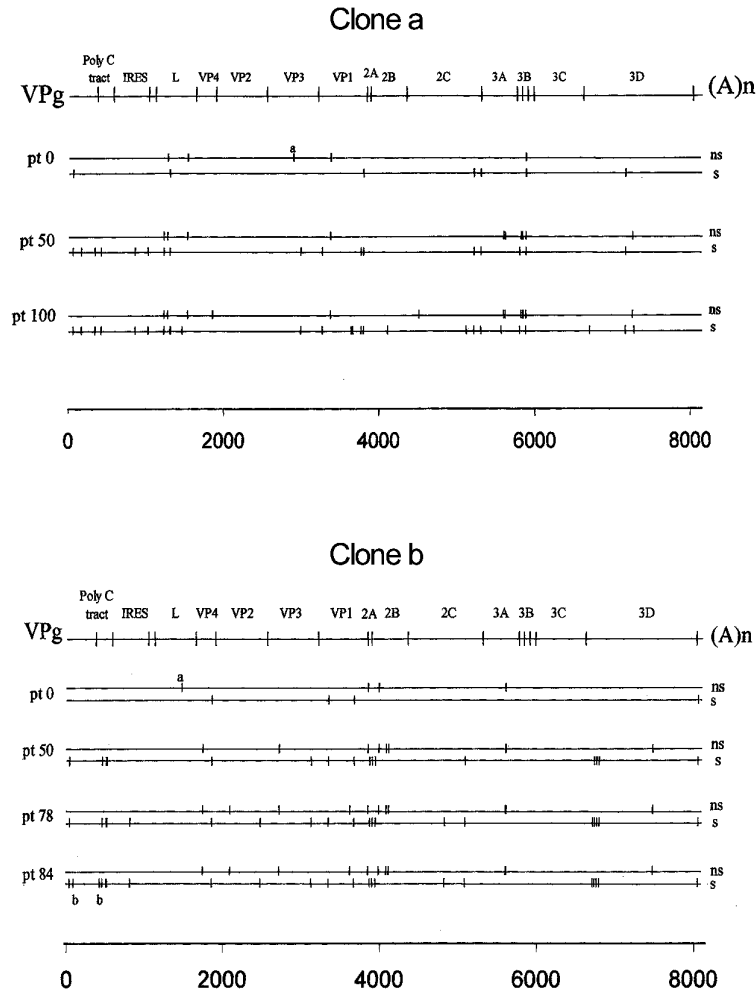 Clone a
Poly C
tract IRES L VP4 VP2 VP3 VP1 2A 2B 2C 3A 3B 3C 3D
VPg (A)n
a
pt 0 ns
s
pt 50 ns
s
pt 100 ns
s
0 2000 4000 6000 8000
Clone b
Poly C
tract IRES L VP4 VP2 VP3 VP1 2A 2B 2C 3A 3B 3C 3D
VPg (A)n
a
pt 0 ns
s
pt 50 ns
s
pt 78 ns
s
pt 84 ns
s
b b
0 2000 4000 6000 8000